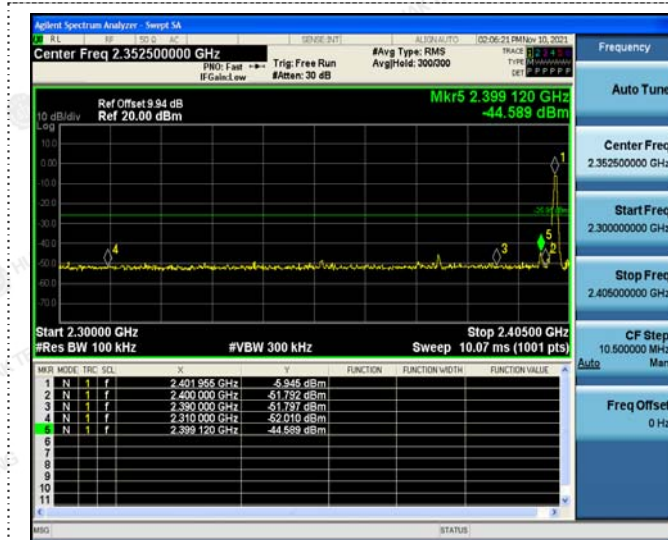 Agilent Spectrum Analyzer - Swept SA
RL RF 50 Ω AC SENSE:INT ALIGN AUTO 02:06:21 PM Nov 10, 2021
Center Freq 2.352500000 GHz
PNO: Fast Trig: Free Run
IFGain:Low #Atten: 30 dB
#Avg Type: RMS
Avg|Hold: 300/300
TRACE 1 2 3 4 5 6
TYPE
DET P P P P P P
Mkr5 2.399 120 GHz
-44.589 dBm
Ref Offset 9.94 dB
10 dB/div Ref 20.00 dBm
Log
10.0
0.00
-10.0
-20.0
-30.0
-40.0
-50.0
-60.0
-70.0
1
2
3
4
5
Start 2.30000 GHz Stop 2.40500 GHz
#Res BW 100 kHz #VBW 300 kHz Sweep 10.07 ms (1001 pts)
MKR MODE TRC SCL X Y FUNCTION FUNCTION WIDTH FUNCTION VALUE
1 N 1 f 2.401 955 GHz -5.945 dBm
2 N 1 f 2.400 000 GHz -51.792 dBm
3 N 1 f 2.390 000 GHz -51.797 dBm
4 N 1 f 2.310 000 GHz -52.010 dBm
5 N 1 f 2.399 120 GHz -44.589 dBm
6
7
8
9
10
11
MSG STATUS
Frequency
Auto Tune
Center Freq
2.352500000 GHz
Start Freq
2.300000000 GHz
Stop Freq
2.405000000 GHz
CF Step
10.500000 MHz
Auto Man
Freq Offset
0 Hz